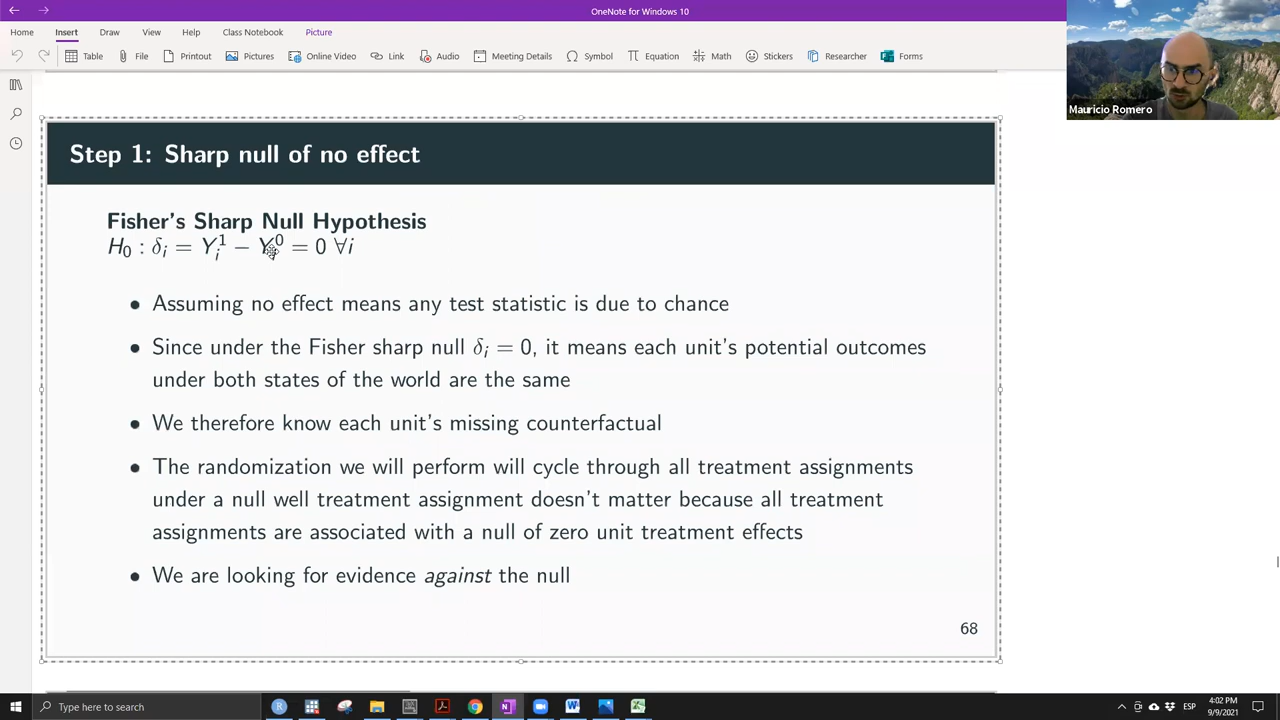 OneNote for Windows 10
Home Insert Draw View Help Class Notebook Picture
Table File Printout Pictures Online Video Link Audio Meeting Details Symbol Equation Math Stickers Researcher Forms
Mauricio Romero
Step 1: Sharp null of no effect
Fisher's Sharp Null Hypothesis
H₀ : δᵢ = Yᵢ¹ − Yᵢ⁰ = 0 ∀i
• Assuming no effect means any test statistic is due to chance
• Since under the Fisher sharp null δᵢ = 0, it means each unit's potential outcomes
under both states of the world are the same
• We therefore know each unit's missing counterfactual
• The randomization we will perform will cycle through all treatment assignments
under a null well treatment assignment doesn't matter because all treatment
assignments are associated with a null of zero unit treatment effects
• We are looking for evidence against the null
68
Type here to search
ESP
4:02 PM
9/9/2021